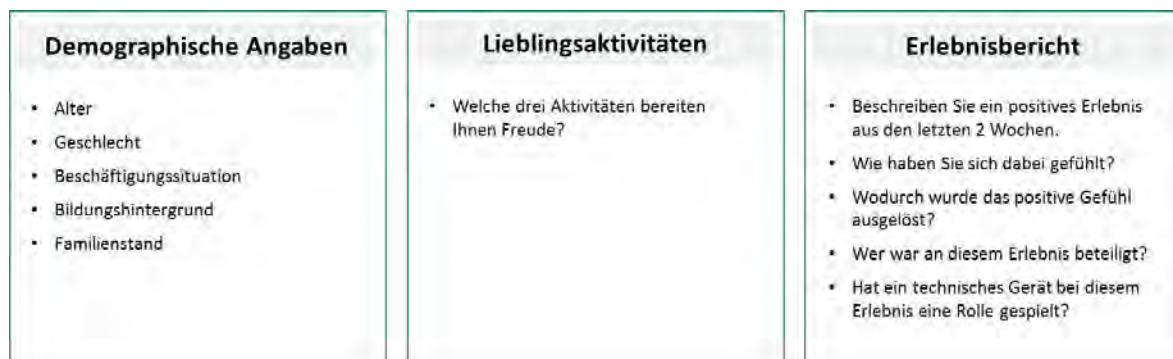 Demographische Angaben
• Alter
• Geschlecht
• Beschäftigungssituation
• Bildungshintergrund
• Familienstand
Lieblingsaktivitäten
• Welche drei Aktivitäten bereiten
Ihnen Freude?
Erlebnisbericht
• Beschreiben Sie ein positives Erlebnis
aus den letzten 2 Wochen.
• Wie haben Sie sich dabei gefühlt?
• Wodurch wurde das positive Gefühl
ausgelöst?
• Wer war an diesem Erlebnis beteiligt?
• Hat ein technisches Gerät bei diesem
Erlebnis eine Rolle gespielt?